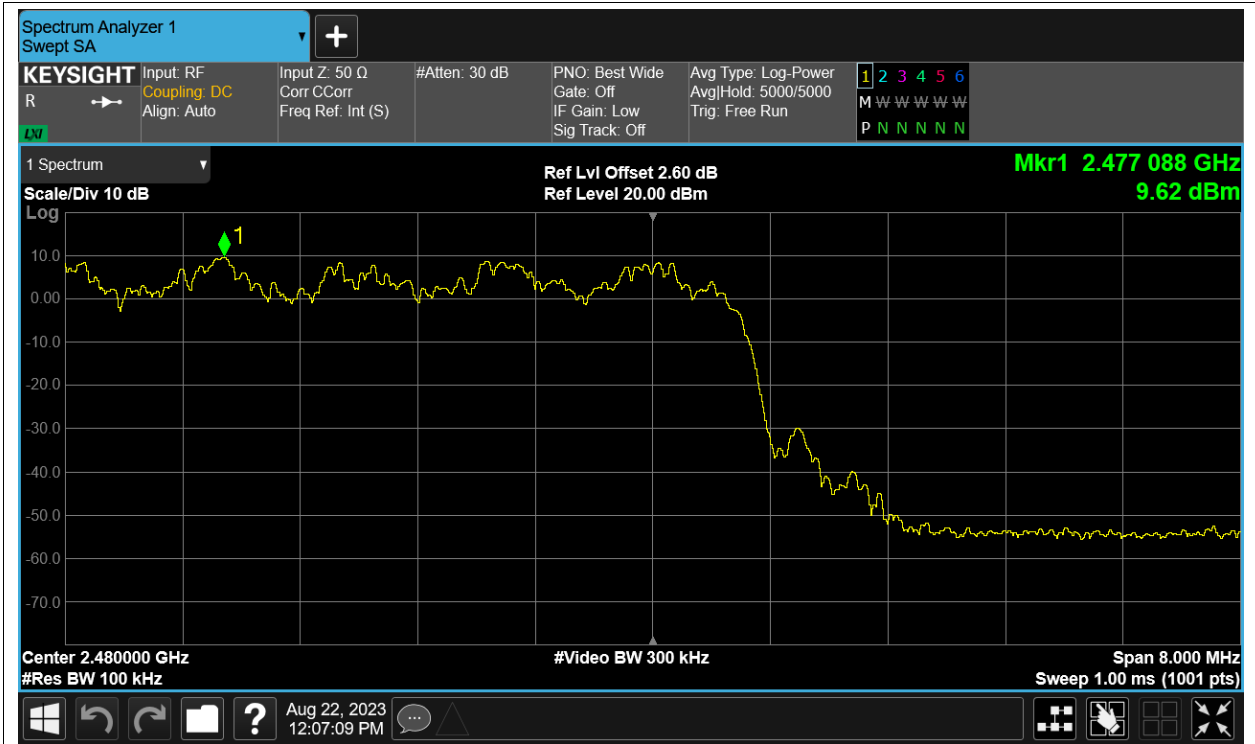 Spectrum Analyzer 1
Swept SA
+
KEYSIGHT
R
LXI
Input: RF
Coupling: DC
Align: Auto
Input Z: 50 Ω
Corr CCorr
Freq Ref: Int (S)
#Atten: 30 dB
PNO: Best Wide
Gate: Off
IF Gain: Low
Sig Track: Off
Avg Type: Log-Power
Avg|Hold: 5000/5000
Trig: Free Run
1 2 3 4 5 6
M W W W W W
P N N N N N
1 Spectrum
Scale/Div 10 dB
Log
Ref Lvl Offset 2.60 dB
Ref Level 20.00 dBm
Mkr1 2.477 088 GHz
9.62 dBm
1
10.0
0.00
-10.0
-20.0
-30.0
-40.0
-50.0
-60.0
-70.0
Center 2.480000 GHz
#Video BW 300 kHz
Span 8.000 MHz
#Res BW 100 kHz
Sweep 1.00 ms (1001 pts)
?
Aug 22, 2023
12:07:09 PM